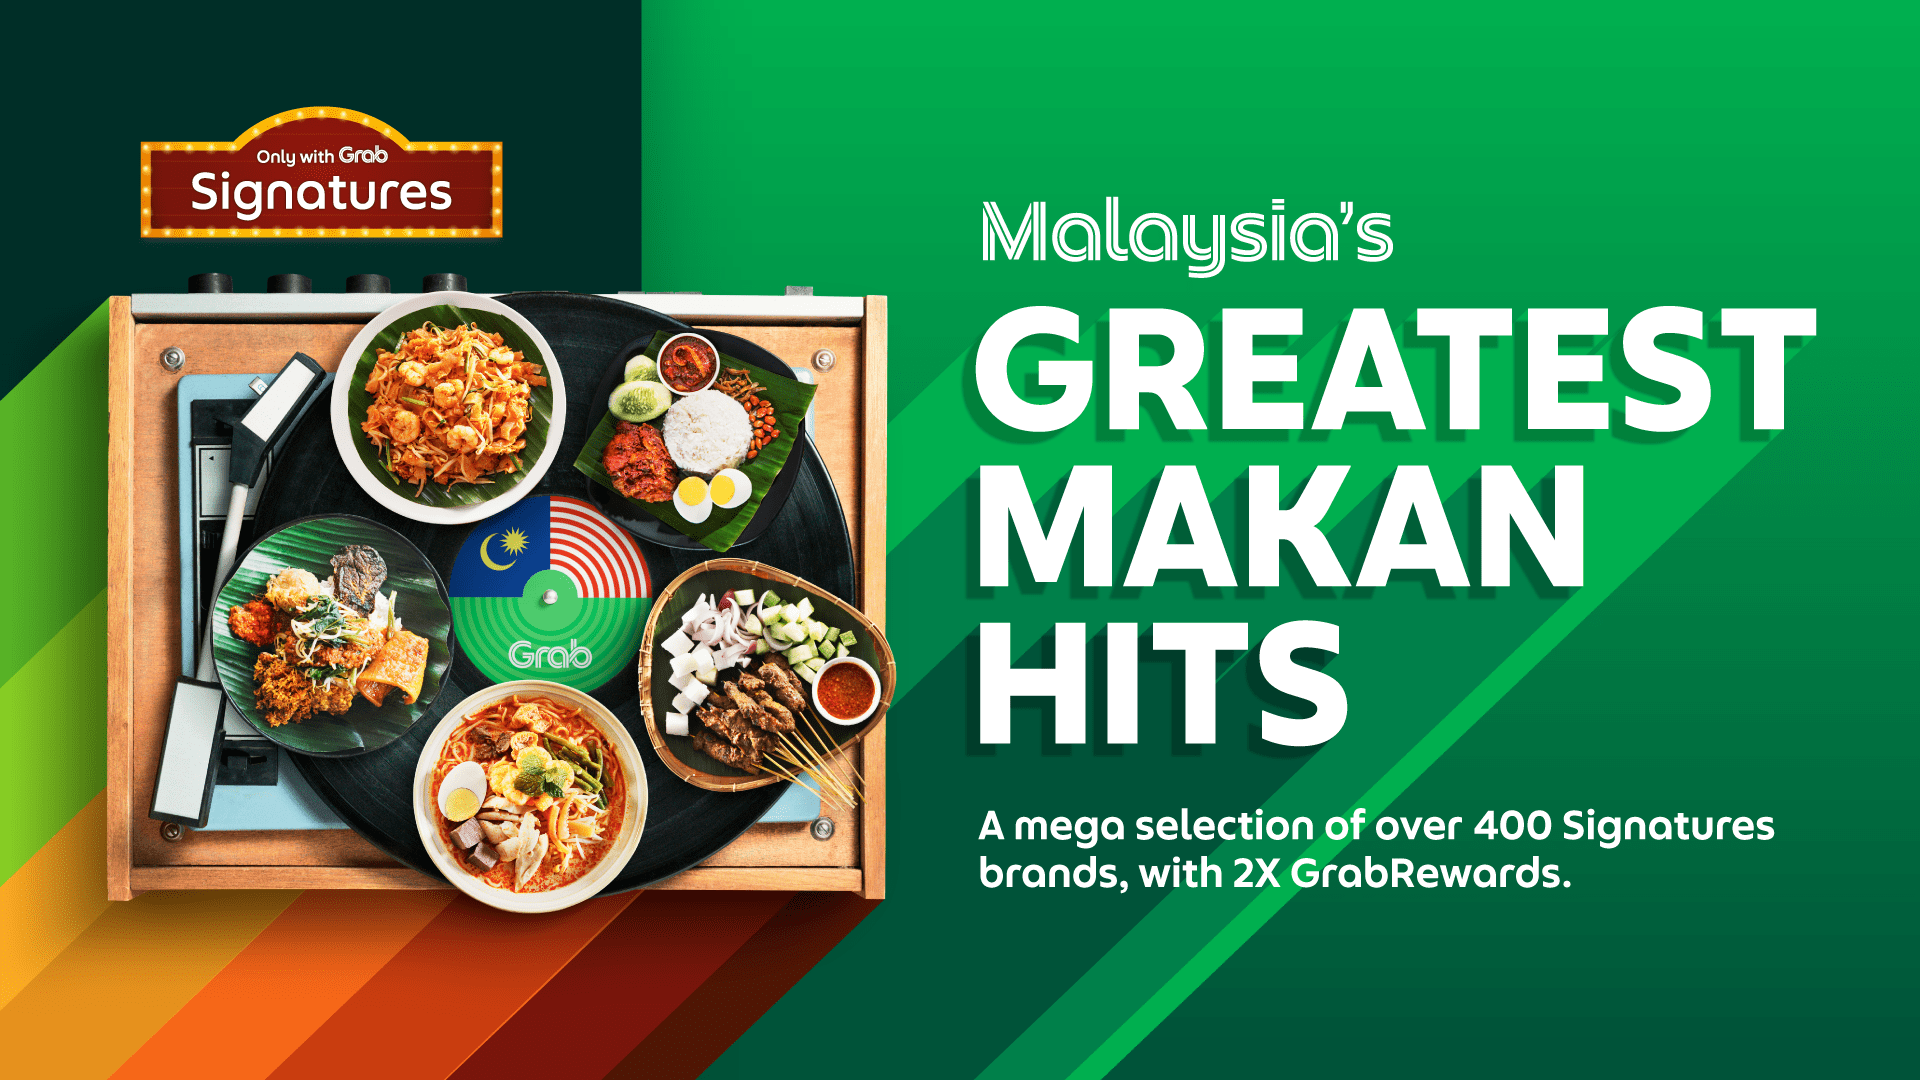 Only with Grab
Signatures
Malaysia's
GREATEST
MAKAN
HITS
A mega selection of over 400 Signatures
brands, with 2X GrabRewards.
Grab